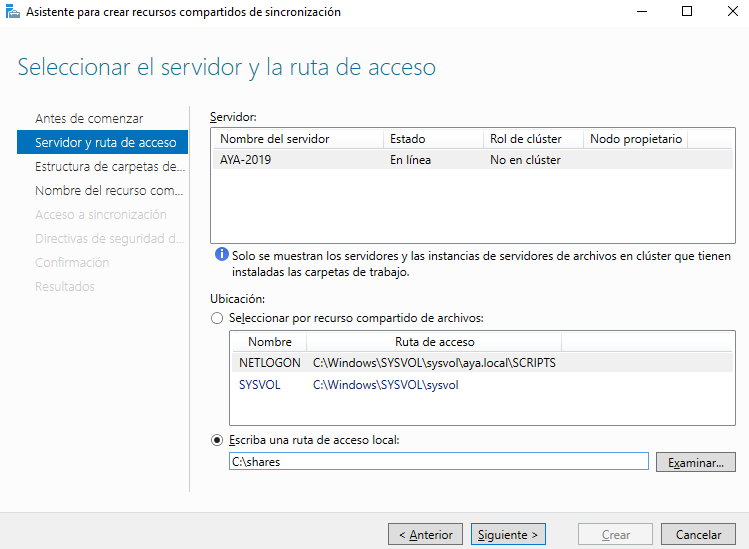 Asistente para crear recursos compartidos de sincronización
Seleccionar el servidor y la ruta de acceso
Antes de comenzar
Servidor y ruta de acceso
Estructura de carpetas de...
Nombre del recurso com...
Acceso a sincronización
Directivas de seguridad d...
Confirmación
Resultados
Servidor:
Nombre del servidor Estado Rol de clúster Nodo propietario
AYA-2019 En línea No en clúster
Solo se muestran los servidores y las instancias de servidores de archivos en clúster que tienen
instaladas las carpetas de trabajo.
Ubicación:
Seleccionar por recurso compartido de archivos:
Nombre Ruta de acceso
NETLOGON C:\Windows\SYSVOL\sysvol\aya.local\SCRIPTS
SYSVOL C:\Windows\SYSVOL\sysvol
Escriba una ruta de acceso local:
C:\shares
Examinar...
< Anterior Siguiente > Crear Cancelar